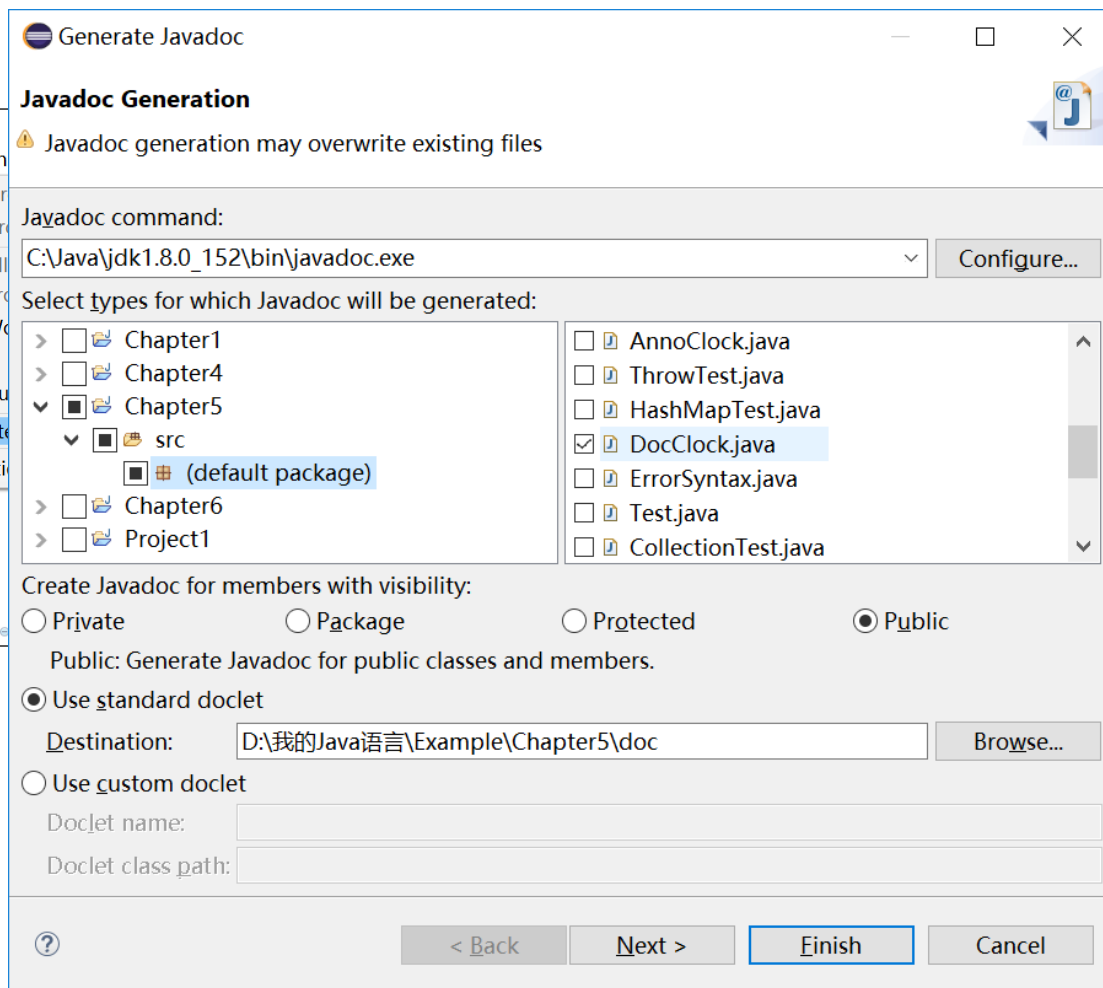 Generate Javadoc
Javadoc Generation
Javadoc generation may overwrite existing files
Javadoc command:
C:\Java\jdk1.8.0_152\bin\javadoc.exe
Configure...
Select types for which Javadoc will be generated:
Chapter1
Chapter4
Chapter5
src
(default package)
Chapter6
Project1
AnnoClock.java
ThrowTest.java
HashMapTest.java
DocClock.java
ErrorSyntax.java
Test.java
CollectionTest.java
Create Javadoc for members with visibility:
Private Package Protected Public
Public: Generate Javadoc for public classes and members.
Use standard doclet
Destination: D:\我的Java语言\Example\Chapter5\doc Browse...
Use custom doclet
Doclet name:
Doclet class path:
< Back Next > Finish Cancel